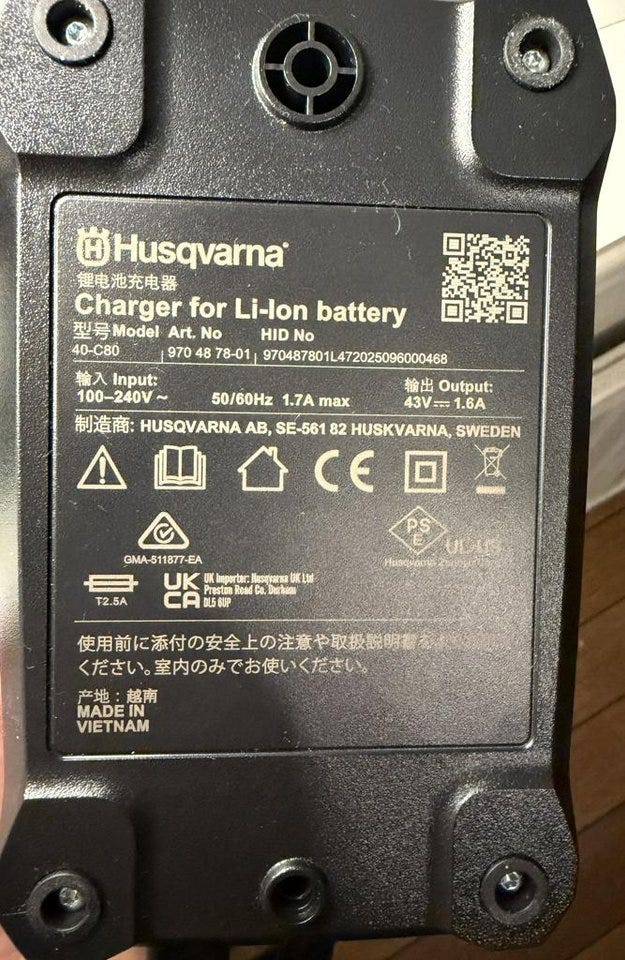 Husqvarna®
锂电池充电器
Charger for Li-Ion battery
型号Model Art. No HID No
40-C80 | 970 48 78-01 | 970487801L472025096000468
输入 Input: 输出 Output:
100–240V ~ 50/60Hz 1.7A max 43V⎓ 1.6A
制造商: HUSQVARNA AB, SE-561 82 HUSKVARNA, SWEDEN
CE
PS
E
GMA-511877-EA
Husqvarna
T2.5A
UK
CA
UK Importer: Husqvarna UK Ltd
Preston Road Co. Durham
DL5 6UP
使用前に添付の安全上の注意や取扱説明書を
ください。室内のみでお使いください。
产地：越南
MADE IN
VIETNAM